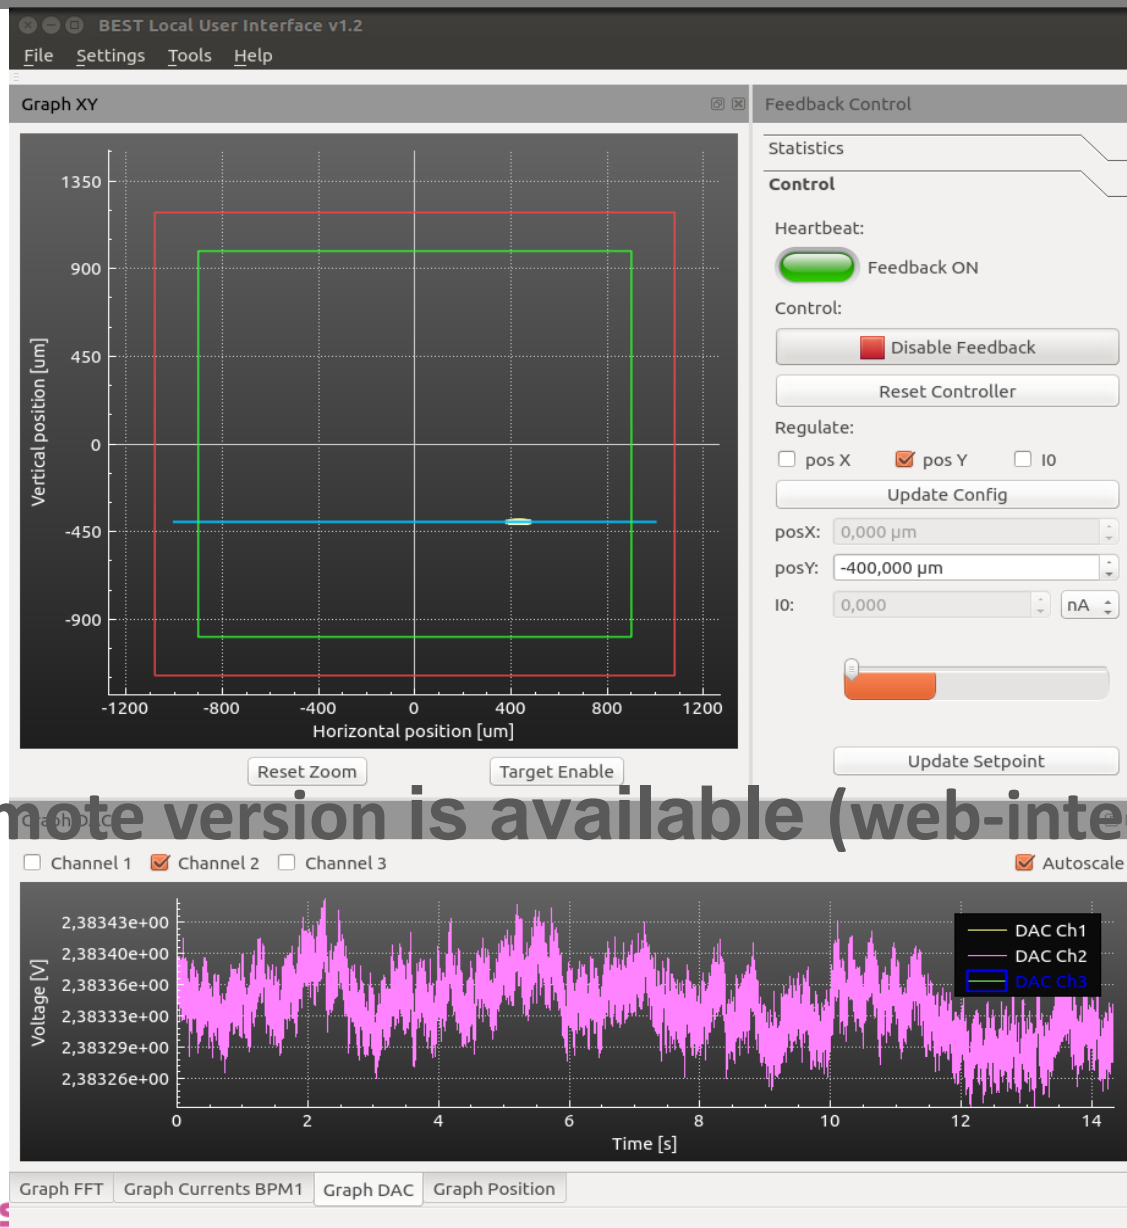 BEST Local User Interface v1.2
File Settings Tools Help
Graph XY
1350
900
450
0
-450
-900
Vertical position [um]
-1200 -800 -400 0 400 800 1200
Horizontal position [um]
Reset Zoom Target Enable
Feedback Control
Statistics
Control
Heartbeat:
Feedback ON
Control:
Disable Feedback
Reset Controller
Regulate:
pos X pos Y I0
Update Config
posX: 0,000 µm
posY: -400,000 µm
I0: 0,000 nA
Update Setpoint
mote version is available (web-inte
Graph DAC
Channel 1 Channel 2 Channel 3 Autoscale
2,38343e+00
2,38340e+00
2,38336e+00
2,38333e+00
2,38329e+00
2,38326e+00
Voltage [V]
DAC Ch1
DAC Ch2
DAC Ch3
0 2 4 6 8 10 12 14
Time [s]
Graph FFT Graph Currents BPM1 Graph DAC Graph Position